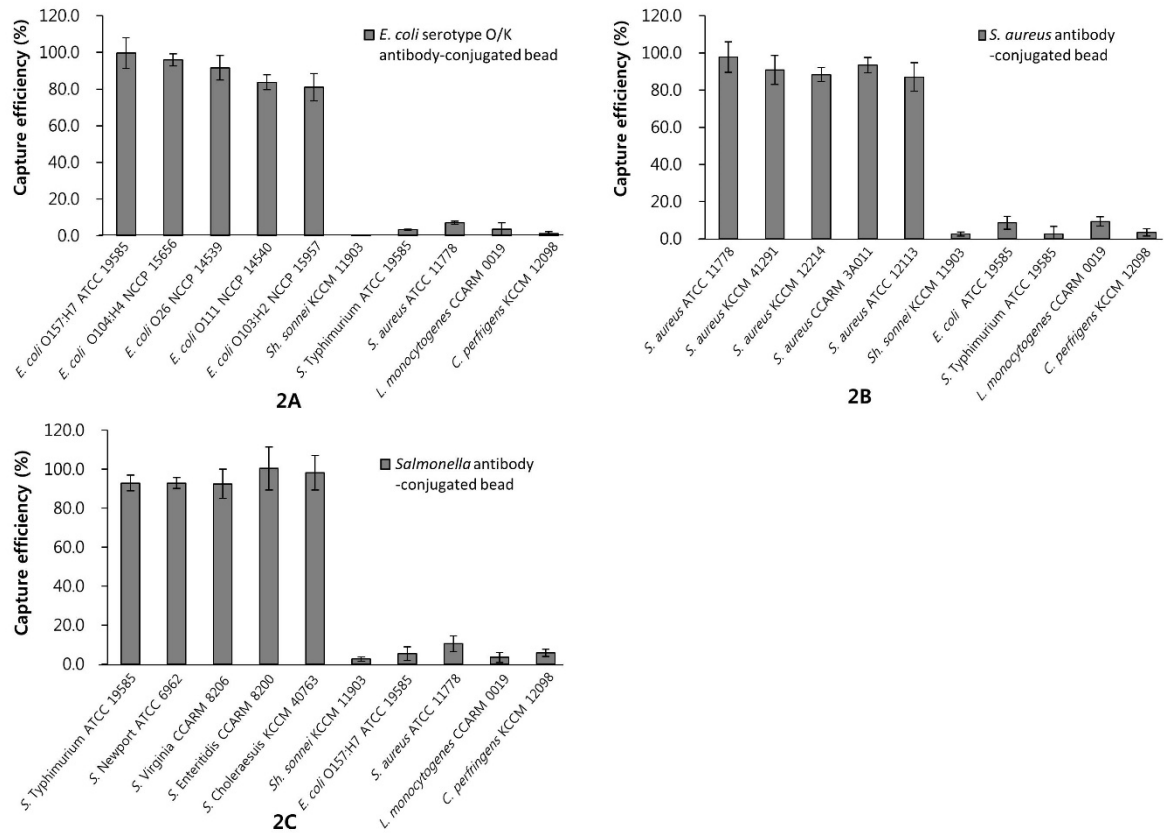 Capture efficiency (%)
120.0
100.0
80.0
60.0
40.0
20.0
0.0
E. coli serotype O/K
antibody-conjugated bead
E. coli O157:H7 ATCC 19585
E. coli O104:H4 NCCP 15656
E. coli O26 NCCP 14539
E. coli O111 NCCP 14540
E. coli O103:H2 NCCP 15957
Sh. sonnei KCCM 11903
S. Typhimurium ATCC 19585
S. aureus ATCC 11778
L. monocytogenes CCARM 0019
C. perfrigens KCCM 12098
2A
Capture efficiency (%)
120.0
100.0
80.0
60.0
40.0
20.0
0.0
S. aureus antibody
-conjugated bead
S. aureus ATCC 11778
S. aureus KCCM 41291
S. aureus KCCM 12214
S. aureus CCARM 3A011
S. aureus ATCC 12113
Sh. sonnei KCCM 11903
E. coli ATCC 19585
S. Typhimurium ATCC 19585
L. monocytogenes CCARM 0019
C. perfrigens KCCM 12098
2B
Capture efficiency (%)
120.0
100.0
80.0
60.0
40.0
20.0
0.0
Salmonella antibody
-conjugated bead
S. Typhimurium ATCC 19585
S. Newport ATCC 6962
S. Virginia CCARM 8206
S. Enteritidis CCARM 8200
S. Choleraesuis KCCM 40763
Sh. sonnei KCCM 11903
E. coli O157:H7 ATCC 19585
S. aureus ATCC 11778
L. monocytogenes CCARM 0019
C. perfringens KCCM 12098
2C